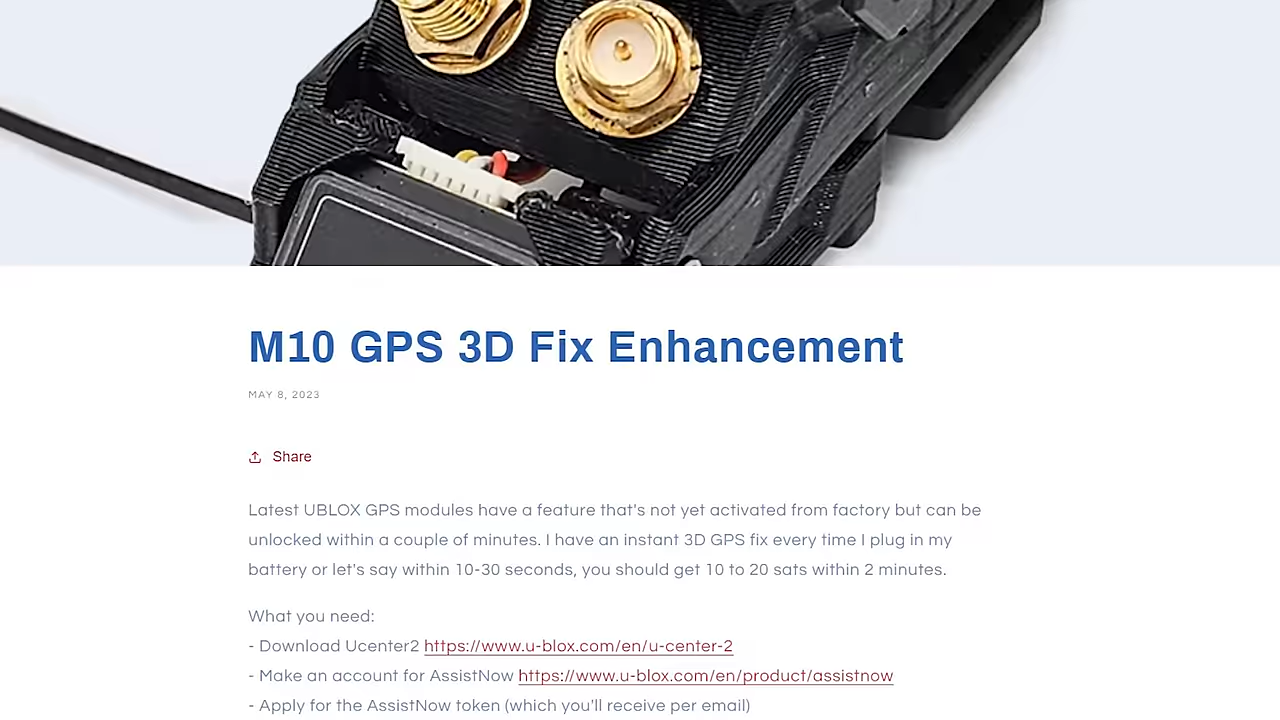 M10 GPS 3D Fix Enhancement
MAY 8, 2023
Share
Latest UBLOX GPS modules have a feature that's not yet activated from factory but can be
unlocked within a couple of minutes. I have an instant 3D GPS fix every time I plug in my
battery or let's say within 10-30 seconds, you should get 10 to 20 sats within 2 minutes.
What you need:
- Download Ucenter2 https://www.u-blox.com/en/u-center-2
- Make an account for AssistNow https://www.u-blox.com/en/product/assistnow
- Apply for the AssistNow token (which you'll receive per email)